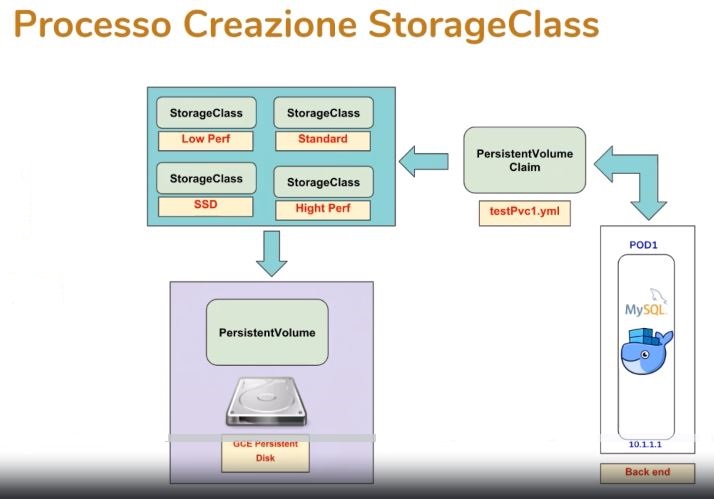 Processo Creazione StorageClass
StorageClass
Low Perf
StorageClass
Standard
StorageClass
SSD
StorageClass
Hight Perf
PersistentVolume
Claim
testPvc1.yml
POD1
MySQL
10.1.1.1
Back end
PersistentVolume
GCE Persistent
Disk